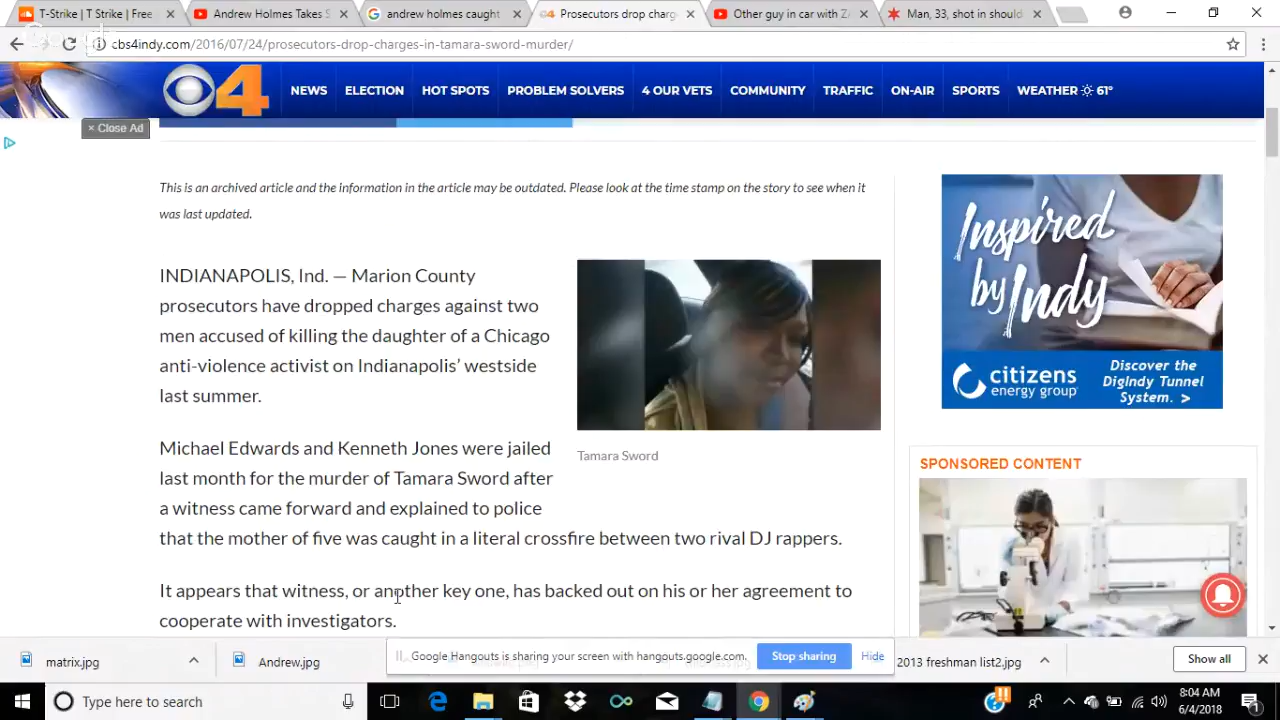 T-Strike | T Strike | Free
Andrew Holmes Takes S
andrew holmes caught
Prosecutors drop charg
Other guy in car with ZA
Man, 33, shot in should
cbs4indy.com/2016/07/24/prosecutors-drop-charges-in-tamara-sword-murder/
4 NEWS ELECTION HOT SPOTS PROBLEM SOLVERS 4 OUR VETS COMMUNITY TRAFFIC ON-AIR SPORTS WEATHER 61°
× Close Ad
This is an archived article and the information in the article may be outdated. Please look at the time stamp on the story to see when it
was last updated.
INDIANAPOLIS, Ind. — Marion County
prosecutors have dropped charges against two
men accused of killing the daughter of a Chicago
anti-violence activist on Indianapolis' westside
last summer.
Tamara Sword
Michael Edwards and Kenneth Jones were jailed
last month for the murder of Tamara Sword after
a witness came forward and explained to police
that the mother of five was caught in a literal crossfire between two rival DJ rappers.
It appears that witness, or another key one, has backed out on his or her agreement to
cooperate with investigators.
Inspired
by Indy
citizens
energy group
Discover the
DigIndy Tunnel
System. >
SPONSORED CONTENT
matrix.jpg
Andrew.jpg
Google Hangouts is sharing your screen with hangouts.google.com.
Stop sharing
Hide
2013 freshman list2.jpg
Show all
Type here to search
8:04 AM
6/4/2018